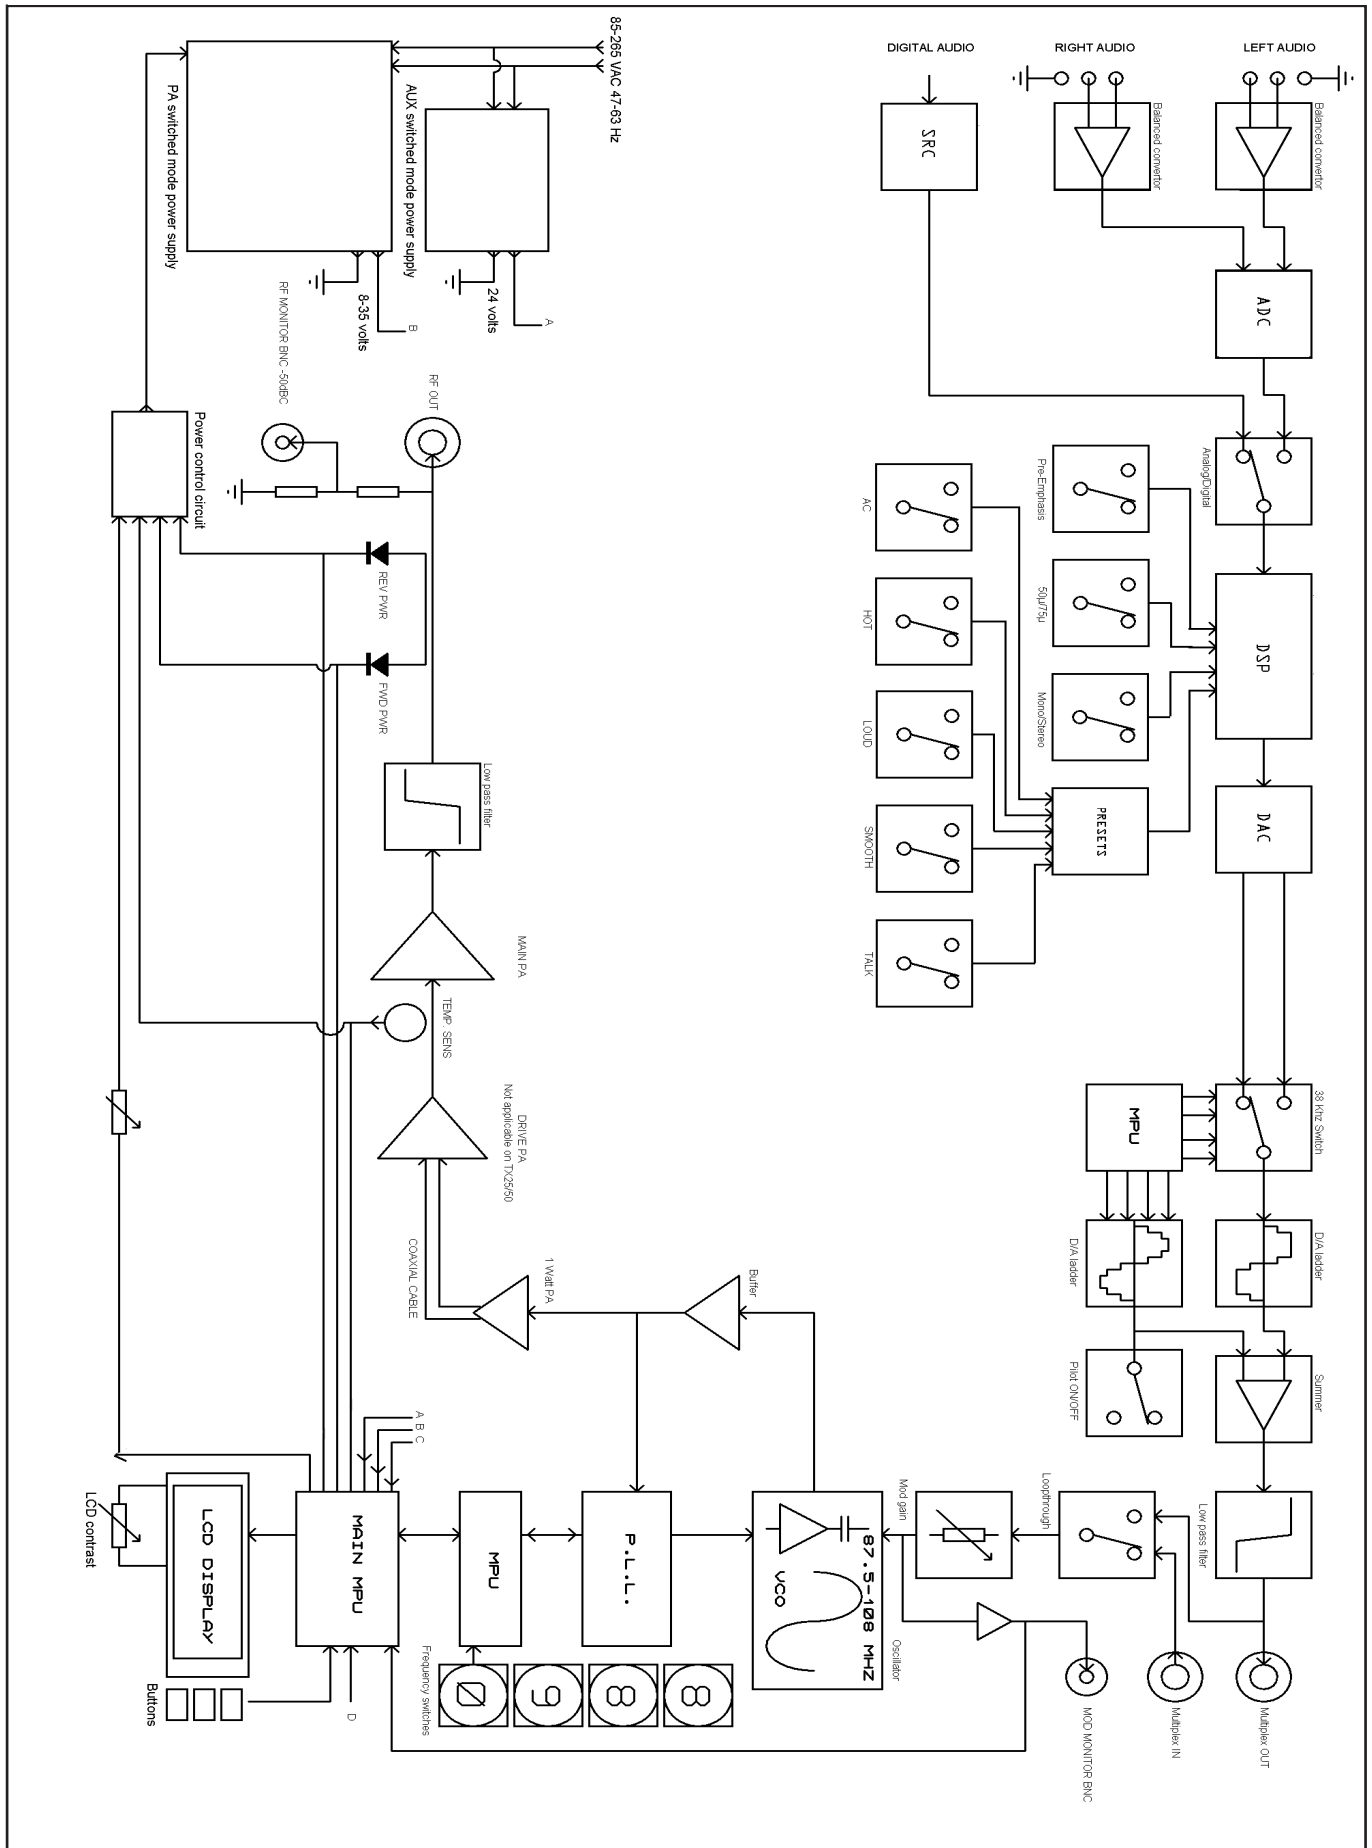 LEFT AUDIO
RIGHT AUDIO
DIGITAL AUDIO
Balanced convertor
Balanced convertor
SRC
ADC
Analog/Digital
Pre-Emphasis
50µ/75µ
Mono/Stereo
DSP
DAC
PRESETS
AC
HOT
LOUD
SMOOTH
TALK
38 Khz Switch
MPU
D/A ladder
D/A ladder
Summer
Pilot ON/OFF
Low pass filter
Loopthrough
Mod gain
Multiplex OUT
Multiplex IN
MOD MONITOR BNC
Oscillator
87.5-108 MHZ
VCO
P.L.L.
MPU
Frequency switches
8
8
9
0
MAIN MPU
A
B
C
D
LCD DISPLAY
LCD contrast
Buttons
Buffer
1 Watt PA
COAXIAL CABLE
DRIVE PA
Not applicable on TX25/50
TEMP. SENS
MAIN PA
Low pass filter
FWD PWR
REV PWR
RF OUT
RF MONITOR BNC -50dBC
Power control circuit
85-265 VAC 47-63 Hz
AUX switched mode power supply
24 volts
A
PA switched mode power supply
8-35 volts
B